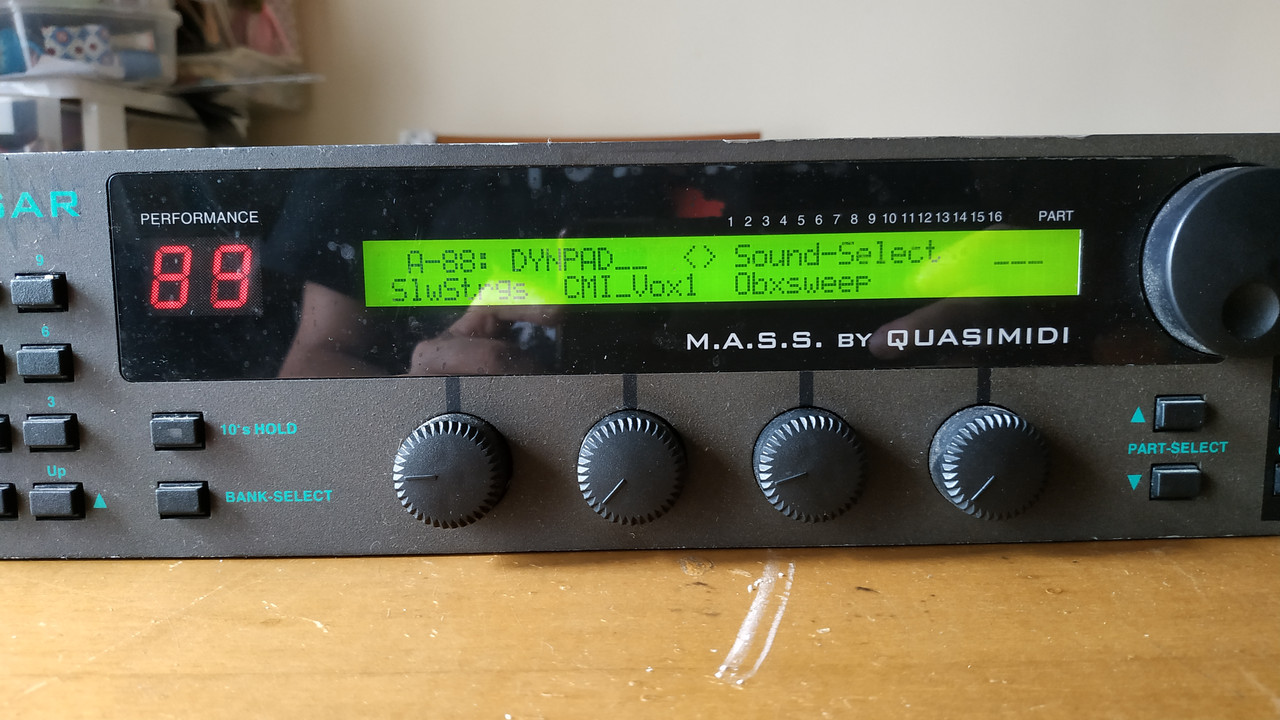 SAR
PERFORMANCE
89
1 2 3 4 5 6 7 8 9 10 11 12 13 14 15 16 PART
A-88: DYNPAD__ <> Sound-Select ___
SlwStrgs CMI_Vox1 Obxsweep
M.A.S.S. BY QUASIMIDI
9
6
3
Up
10's HOLD
BANK-SELECT
PART-SELECT